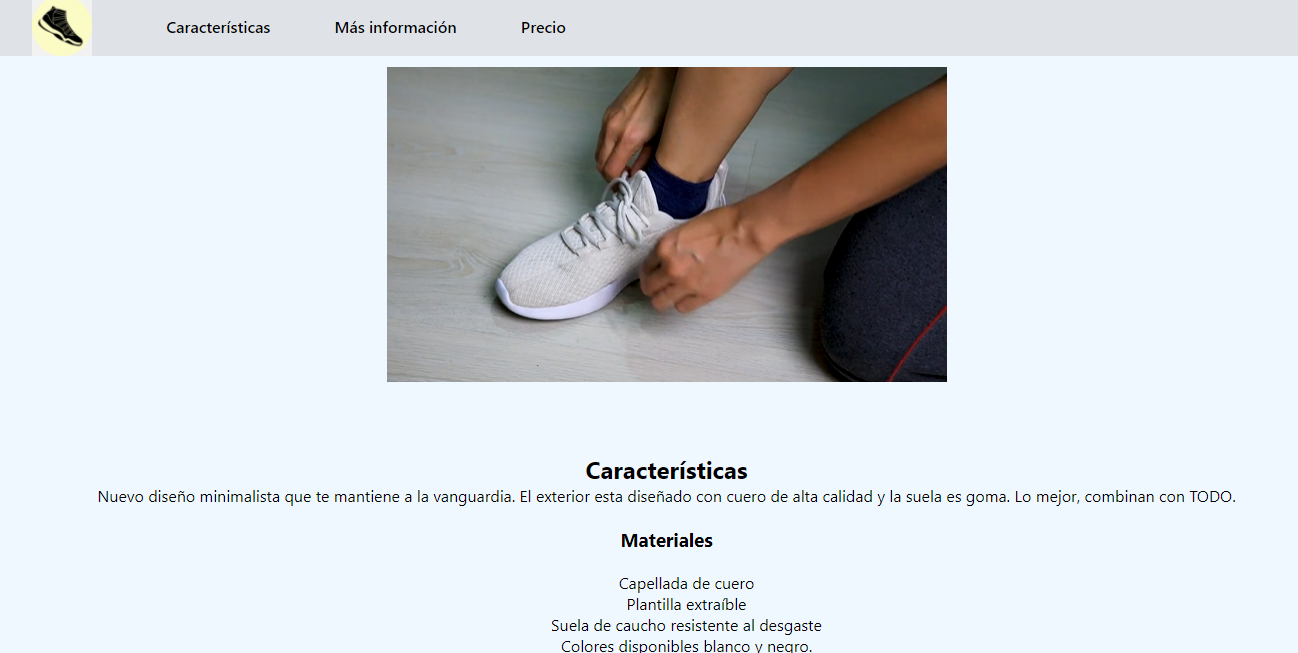 Características
Más información
Precio
Características
Nuevo diseño minimalista que te mantiene a la vanguardia. El exterior esta diseñado con cuero de alta calidad y la suela es goma. Lo mejor, combinan con TODO.
Materiales
Capellada de cuero
Plantilla extraíble
Suela de caucho resistente al desgaste
Colores disponibles blanco y negro.